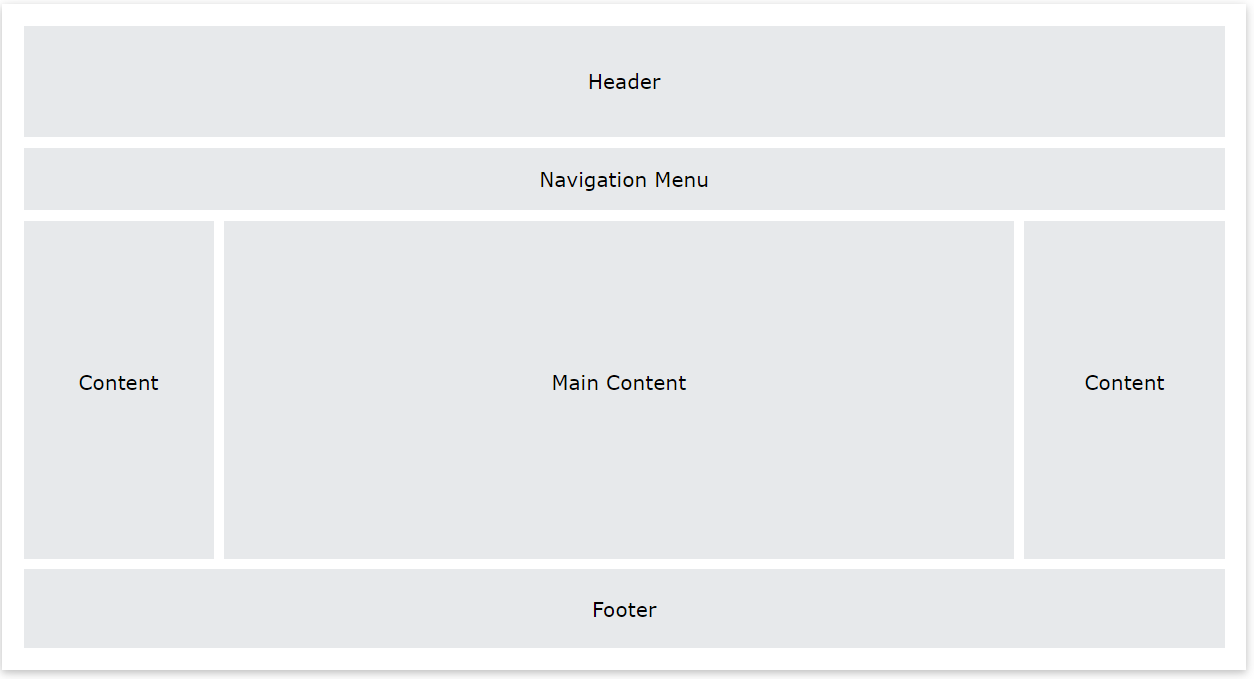 Header
Navigation Menu
Content
Main Content
Content
Footer